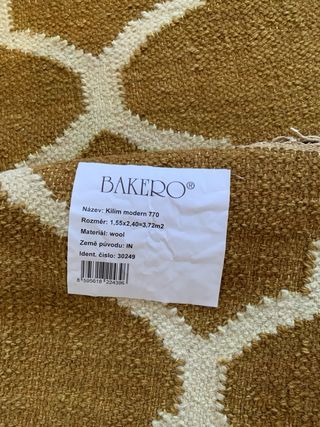 BAKERO®
Název: Kilim modern 770
Rozměr: 1,55x2,40=3,72m2
Materiál: wool
Země původu: IN
Ident. číslo: 30249